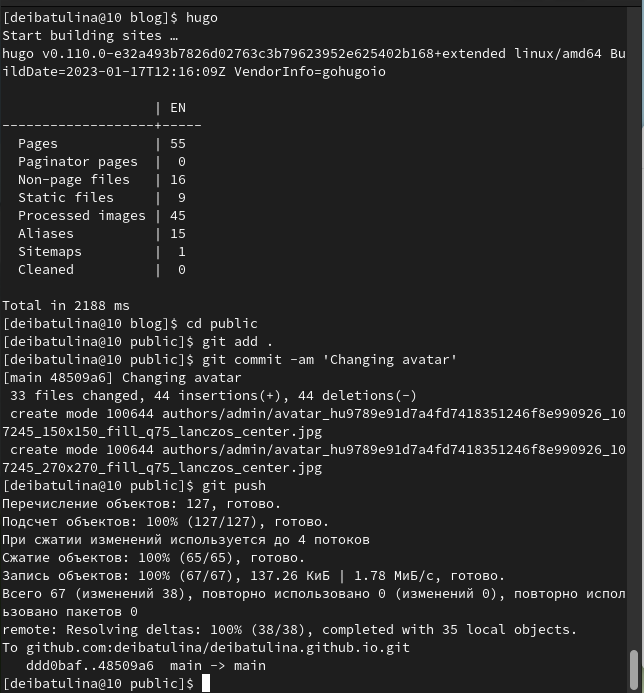 [deibatulina@10 blog]$ hugo
Start building sites …
hugo v0.110.0-e32a493b7826d02763c3b79623952e625402b168+extended linux/amd64 Bu
ildDate=2023-01-17T12:16:09Z VendorInfo=gohugoio
                   | EN
-------------------+-----
  Pages            | 55
  Paginator pages  |  0
  Non-page files   | 16
  Static files     |  9
  Processed images | 45
  Aliases          | 15
  Sitemaps         |  1
  Cleaned          |  0
Total in 2188 ms
[deibatulina@10 blog]$ cd public
[deibatulina@10 public]$ git add .
[deibatulina@10 public]$ git commit -am 'Changing avatar'
[main 48509a6] Changing avatar
 33 files changed, 44 insertions(+), 44 deletions(-)
 create mode 100644 authors/admin/avatar_hu9789e91d7a4fd7418351246f8e990926_10
7245_150x150_fill_q75_lanczos_center.jpg
 create mode 100644 authors/admin/avatar_hu9789e91d7a4fd7418351246f8e990926_10
7245_270x270_fill_q75_lanczos_center.jpg
[deibatulina@10 public]$ git push
Перечисление объектов: 127, готово.
Подсчет объектов: 100% (127/127), готово.
При сжатии изменений используется до 4 потоков
Сжатие объектов: 100% (65/65), готово.
Запись объектов: 100% (67/67), 137.26 КиБ | 1.78 МиБ/с, готово.
Всего 67 (изменений 38), повторно использовано 0 (изменений 0), повторно испол
ьзовано пакетов 0
remote: Resolving deltas: 100% (38/38), completed with 35 local objects.
To github.com:deibatulina/deibatulina.github.io.git
   ddd0baf..48509a6  main -> main
[deibatulina@10 public]$